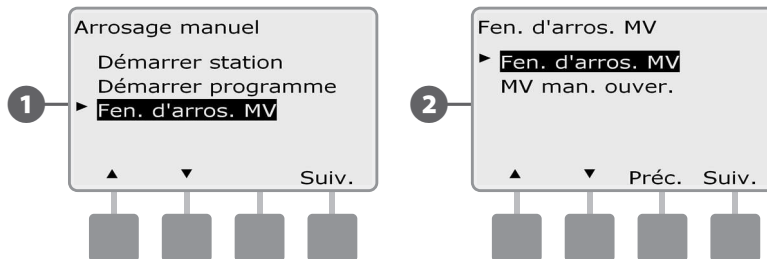 1
Arrosage manuel
Démarrer station
Démarrer programme
► Fen. d'arros. MV
▲ ▼ Suiv.
2
Fen. d'arros. MV
► Fen. d'arros. MV
MV man. ouver.
▲ ▼ Préc. Suiv.